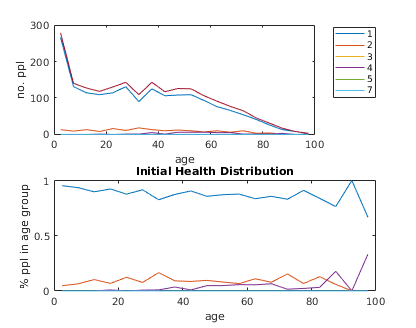 300
200
100
0
no. ppl
0 20 40 60 80 100
age
1
2
3
4
5
7
Initial Health Distribution
1
0.5
0
% ppl in age group
0 20 40 60 80 100
age